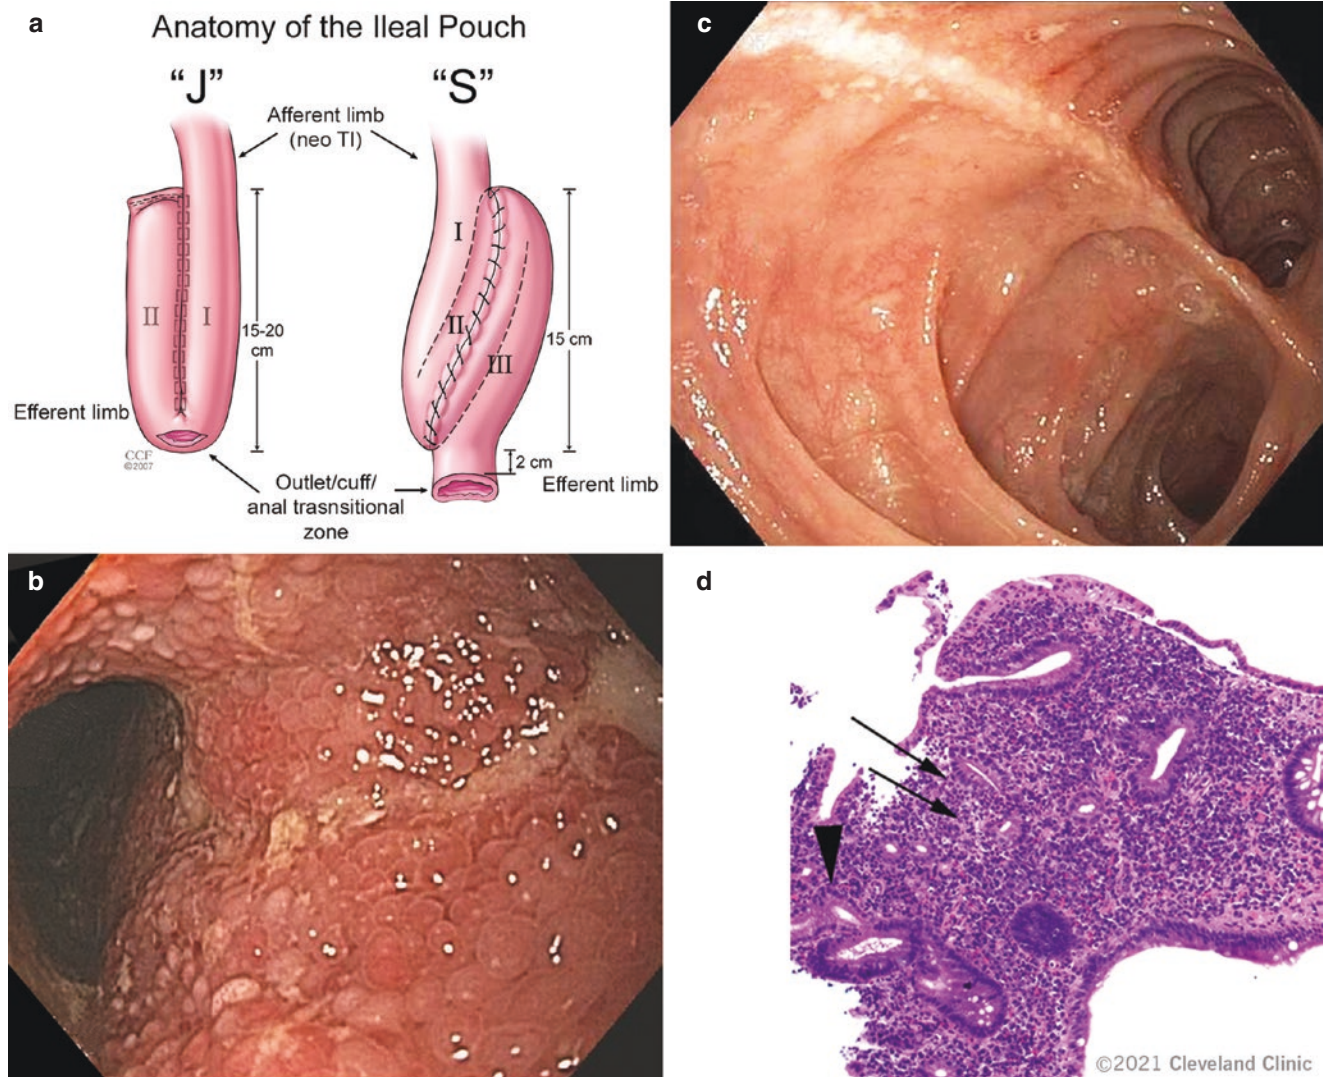 a
Anatomy of the Ileal Pouch
"J"
"S"
Afferent limb
(neo TI)
I
II
I
II
III
15-20
cm
15 cm
Efferent limb
CCF
©2007
2 cm
Efferent limb
Outlet/cuff/
anal trasnsitional
zone
b
c
d
©2021 Cleveland Clinic